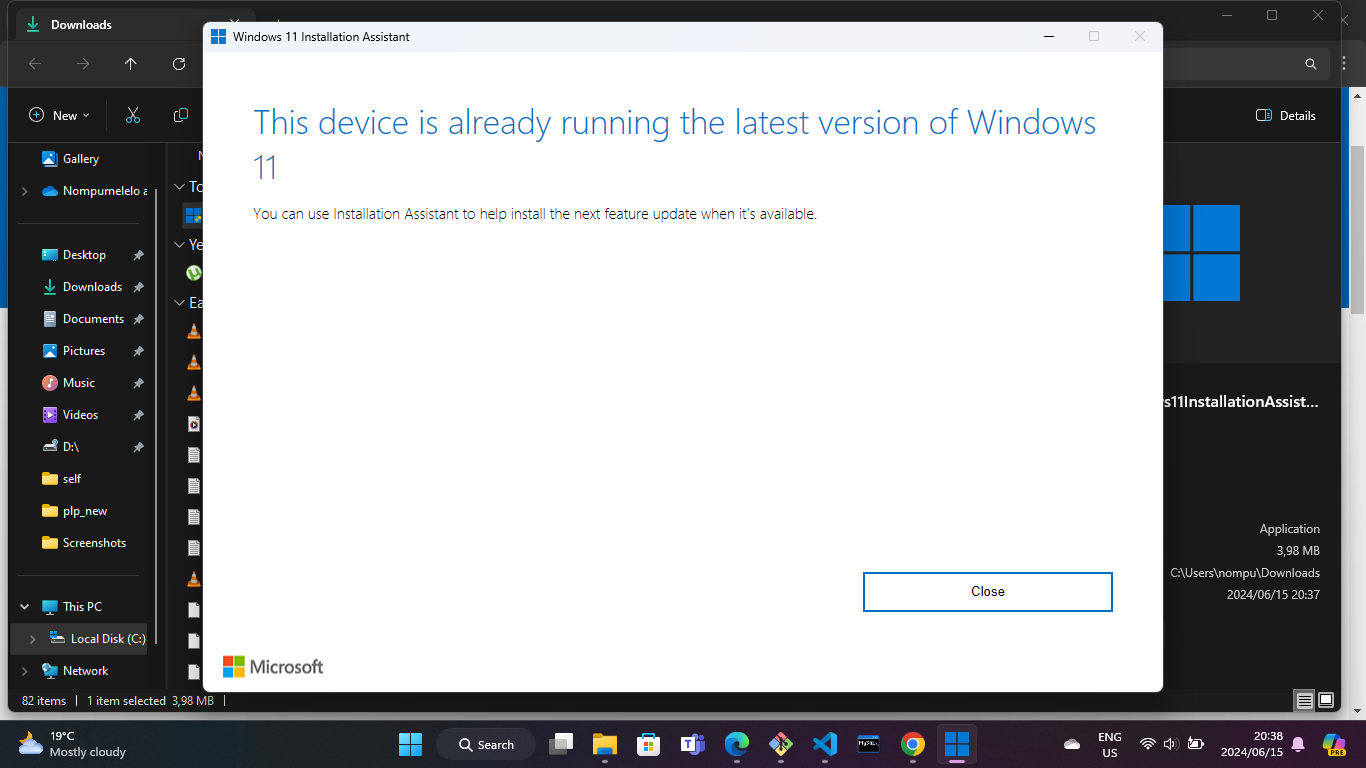 Downloads
Windows 11 Installation Assistant
New
Details
Gallery
Nompumelelo a
Desktop
Downloads
Documents
Pictures
Music
Videos
D:\
self
plp_new
Screenshots
This PC
Local Disk (C:)
Network
To
Ye
Ea
This device is already running the latest version of Windows
11
You can use Installation Assistant to help install the next feature update when it's available.
Close
Microsoft
s11InstallationAssist...
Application
3,98 MB
C:\Users\nompu\Downloads
2024/06/15 20:37
82 items
1 item selected 3,98 MB
19°C
Mostly cloudy
Search
MySQL
ENG
US
20:38
2024/06/15
PRE